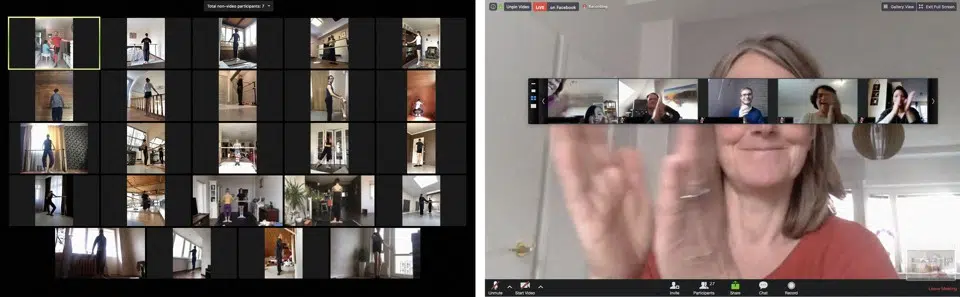 Total non-video participants: 7
Unpin Video
LIVE on Facebook
Recording
Gallery View
Exit Full Screen
Unmute
Start Video
Invite
Participants
27
Share
Chat
Record
Leave Meeting